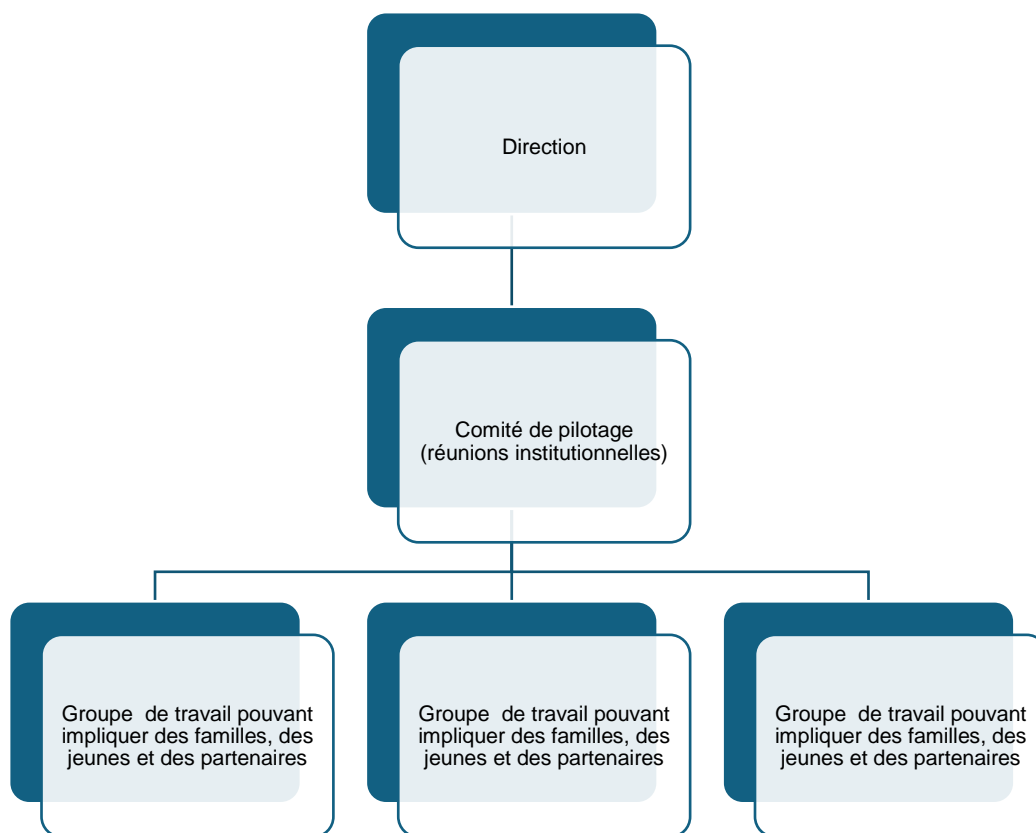 Direction
Comité de pilotage
(réunions institutionnelles)
Groupe de travail pouvant
impliquer des familles, des
jeunes et des partenaires
Groupe de travail pouvant
impliquer des familles, des
jeunes et des partenaires
Groupe de travail pouvant
impliquer des familles, des
jeunes et des partenaires